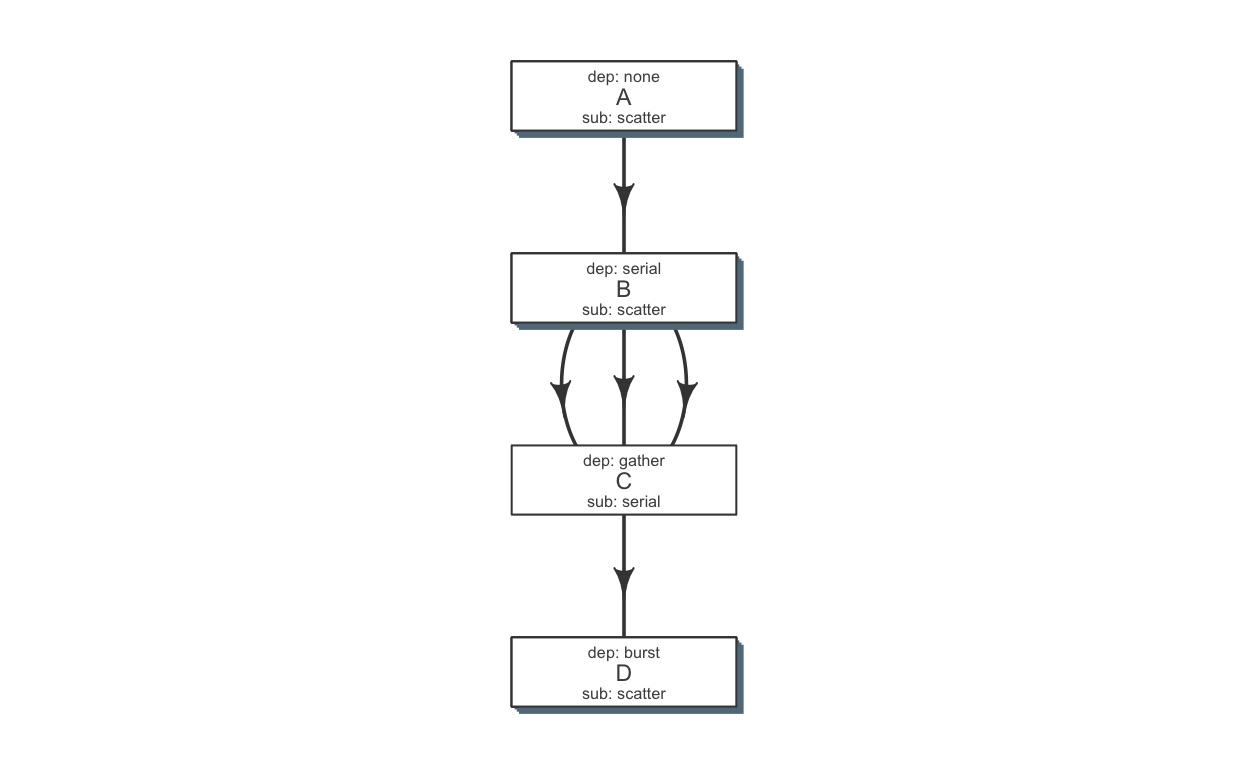 dep: none
A
sub: scatter
dep: serial
B
sub: scatter
dep: gather
C
sub: serial
dep: burst
D
sub: scatter